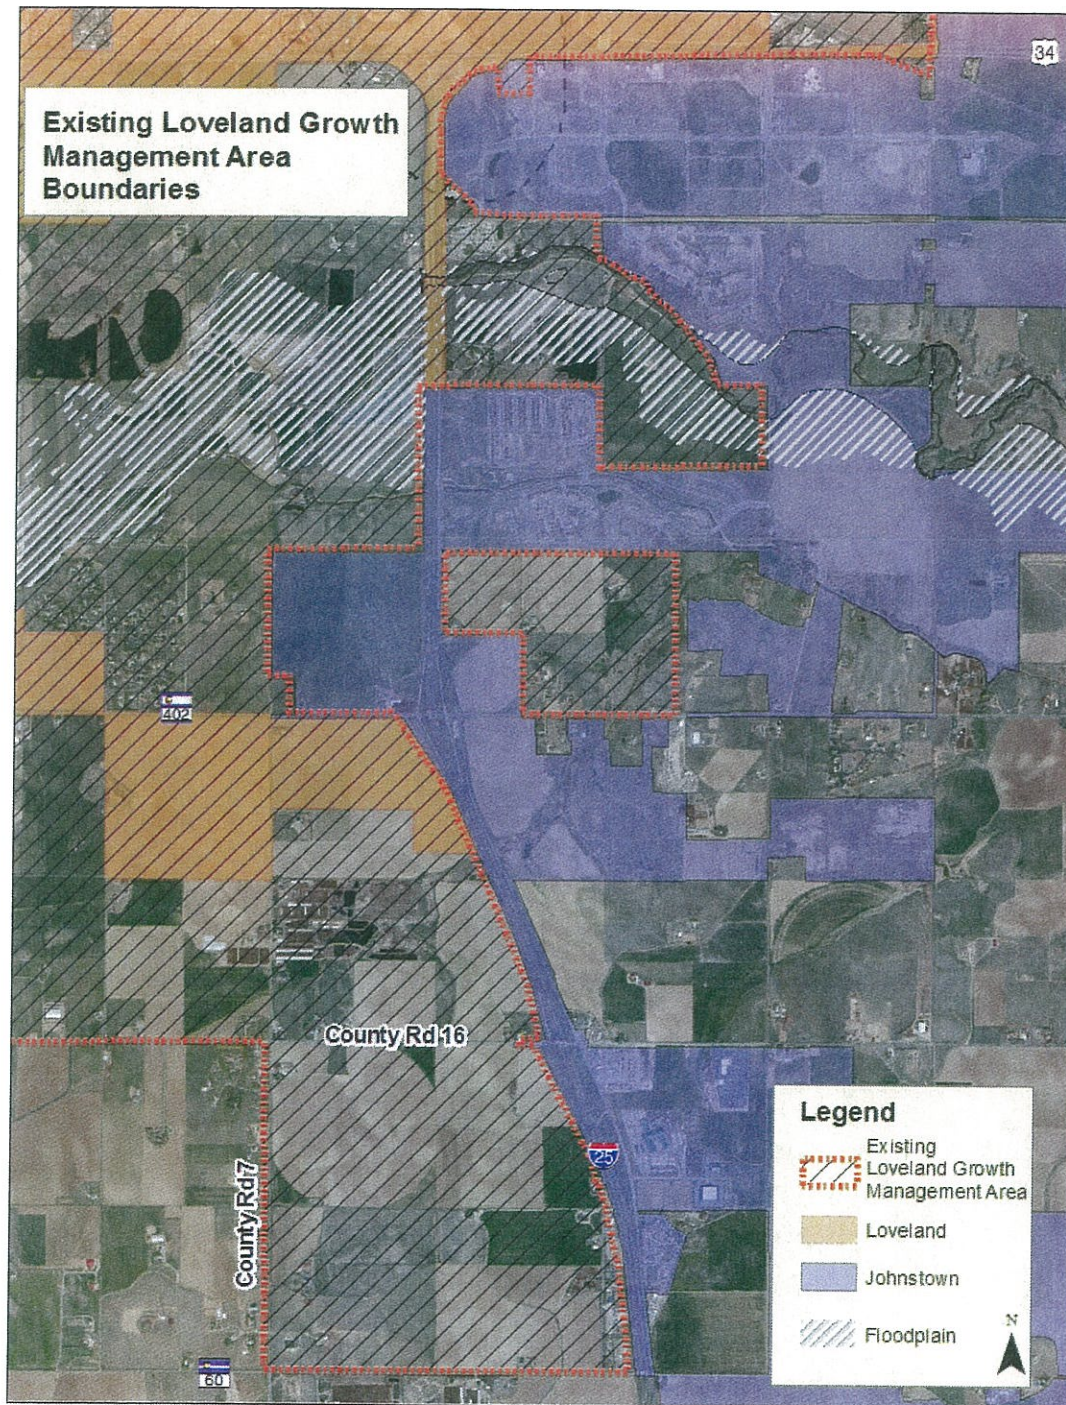 34
Existing Loveland Growth
Management Area
Boundaries
402
County Rd 16
25
County Rd 7
60
Legend
Existing
Loveland Growth
Management Area
Loveland
Johnstown
Floodplain
N